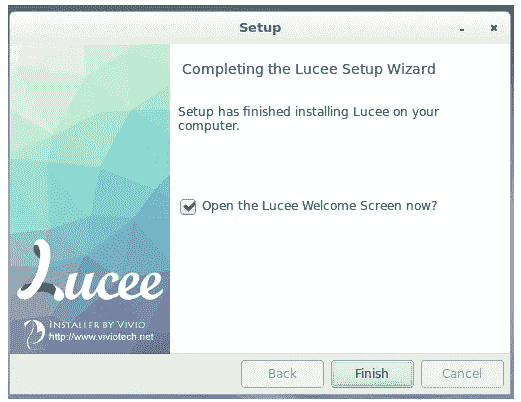 Setup
Completing the Lucee Setup Wizard
Setup has finished installing Lucee on your
computer.
Open the Lucee Welcome Screen now?
Lucee
INSTALLER BY VIVIO
http://www.viviotech.net
Back
Finish
Cancel